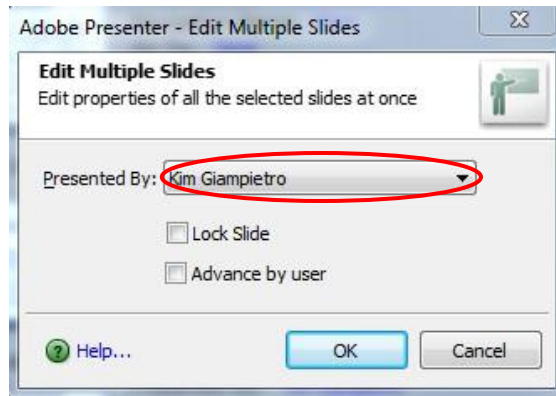 Adobe Presenter - Edit Multiple Slides
Edit Multiple Slides
Edit properties of all the selected slides at once
Presented By: Kim Giampietro
Lock Slide
Advance by user
Help...
OK
Cancel